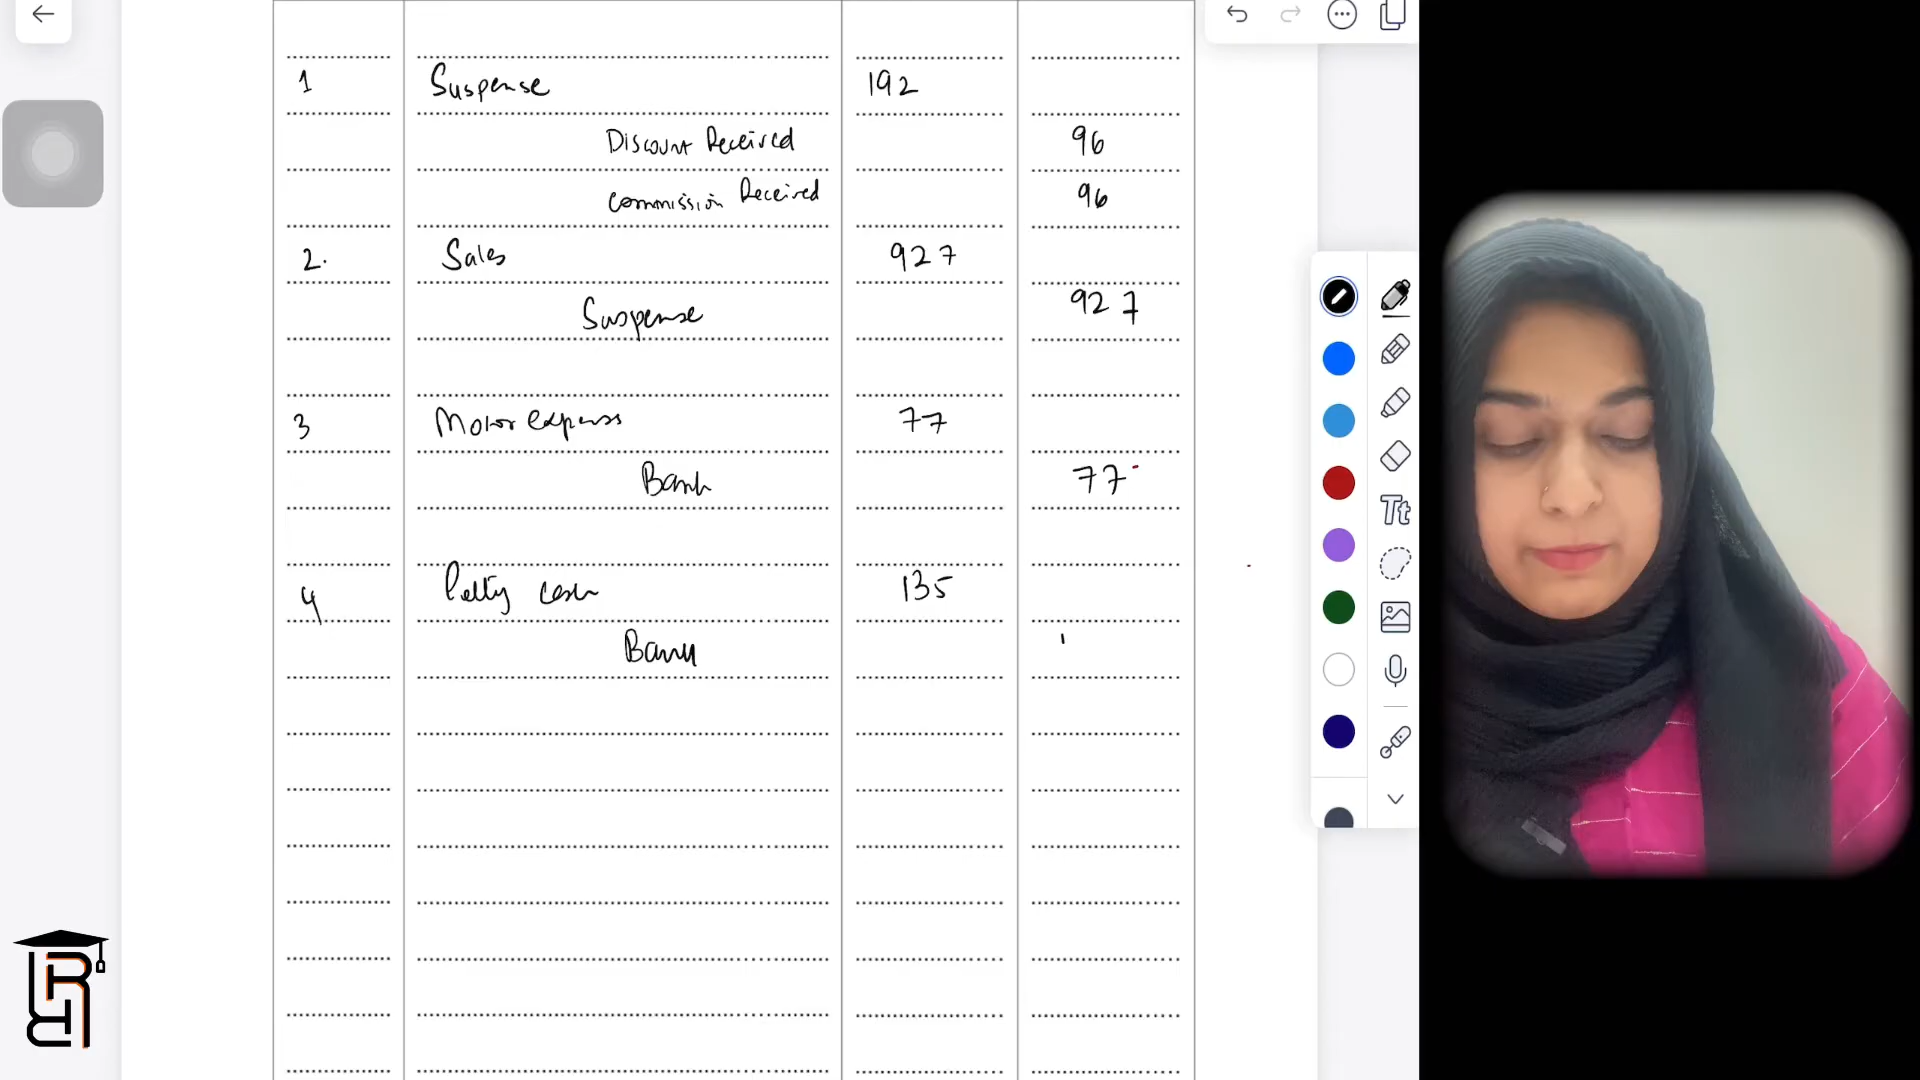 1 Suspense 192
Discount Received 96
Commission Received 96
2. Sales 927
Suspense 927
3 Motor expenses 77
Bank 77
4 Petty cash 135
Bank
Tt